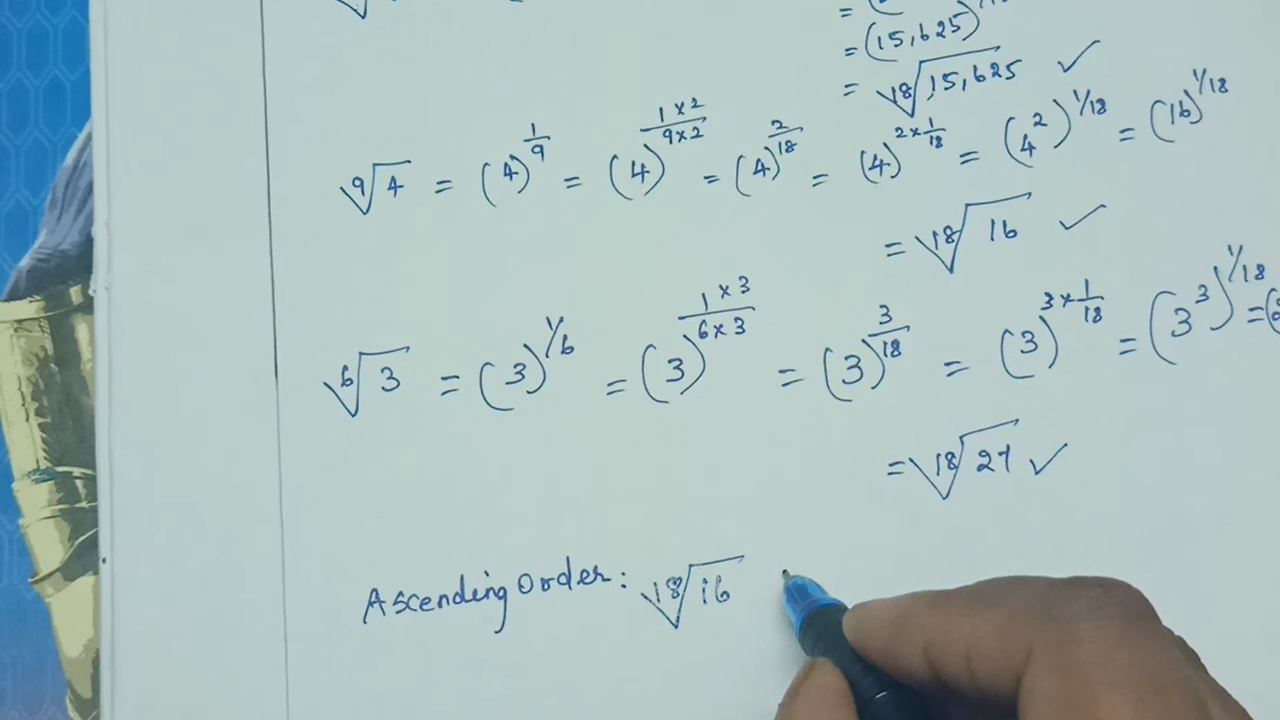 = (15,625)
= ¹⁸√15,625 ✓
⁹√4 = (4)^(1/9) = (4)^((1×2)/(9×2)) = (4)^(2/18) = (4)^(2×1/18) = (4²)^(1/18) = (16)^(1/18)
= ¹⁸√16 ✓
⁶√3 = (3)^(1/6) = (3)^((1×3)/(6×3)) = (3)^(3/18) = (3)^(3×1/18) = (3³)^(1/18) =
= ¹⁸√27 ✓
Ascending Order: ¹⁸√16